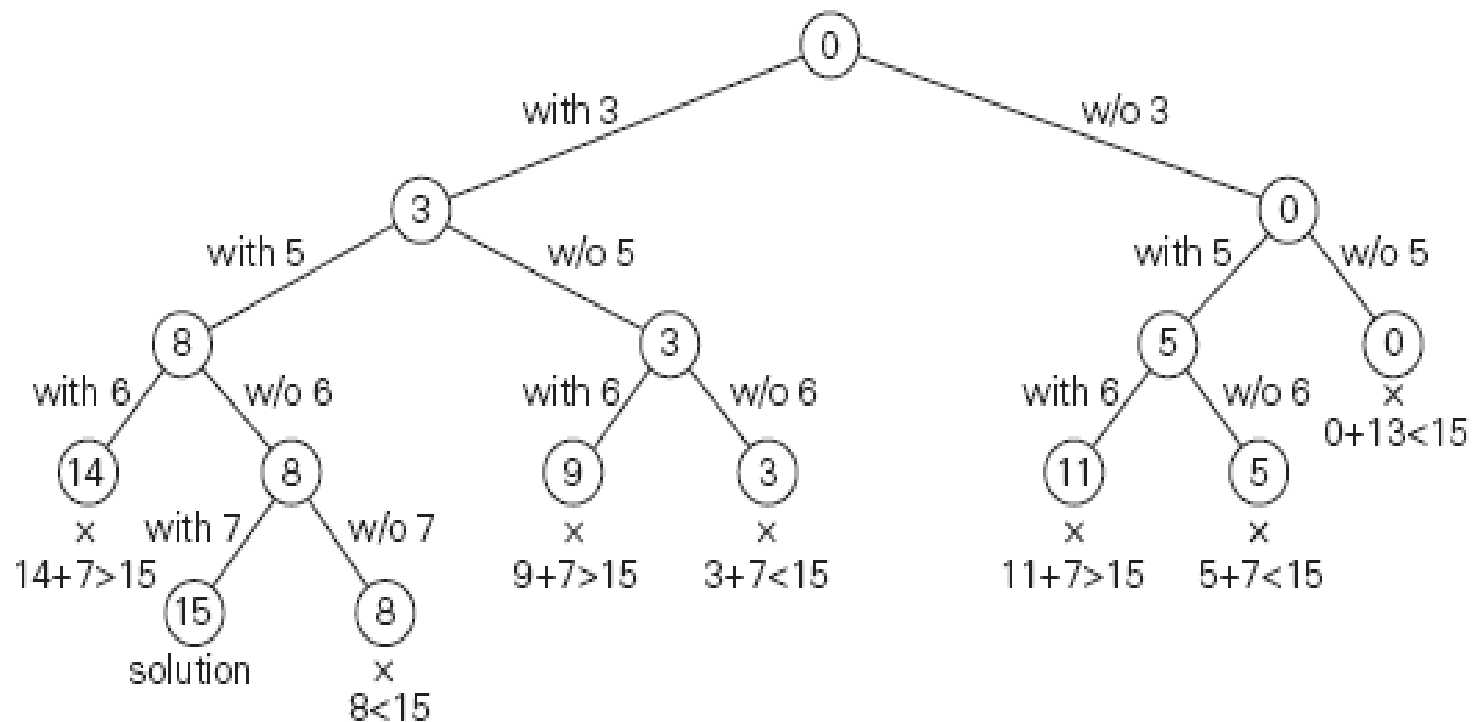 0
with 3
w/o 3
3
0
with 5
w/o 5
with 5
w/o 5
8
3
5
0
with 6
w/o 6
with 6
w/o 6
with 6
w/o 6
x
0+13<15
14
8
9
3
11
5
x
with 7
w/o 7
x
x
x
x
14+7>15
9+7>15
3+7<15
11+7>15
5+7<15
15
8
solution
x
8<15